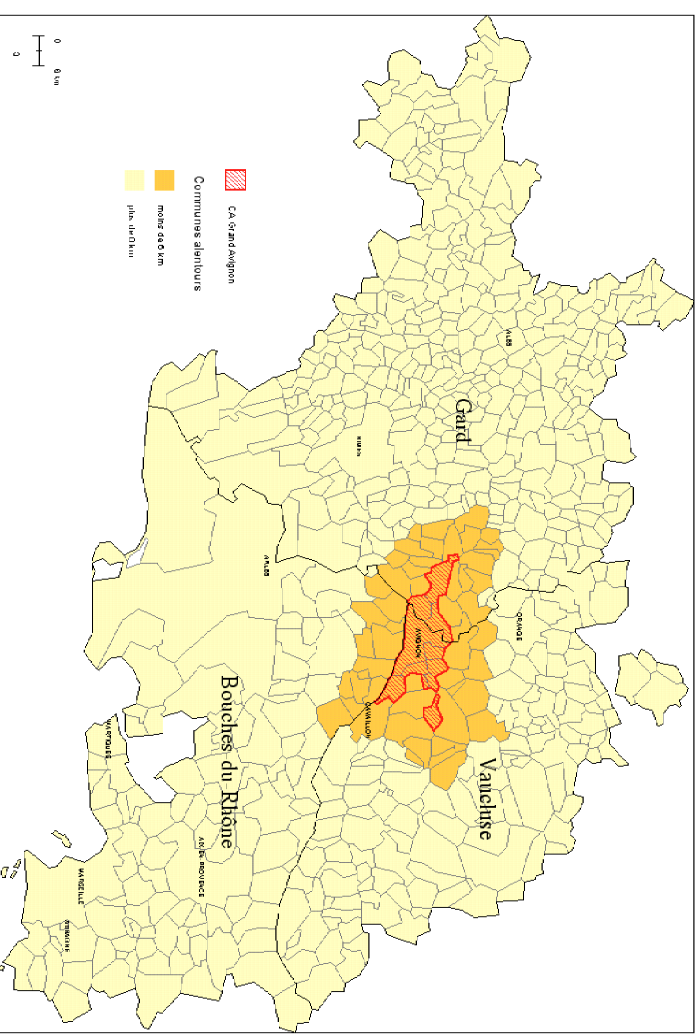 Gard
Vaucluse
Bouches du Rhône
ALES
NIMES
ARLES
ORANGE
AVIGNON
CAVAILLON
MARTIGUES
AIX-EN-PROVENCE
MARSEILLE
AUBAGNE
CA Grand Avignon
Communes alentours
moins de 6 km
plus de 6 km
0 6 km